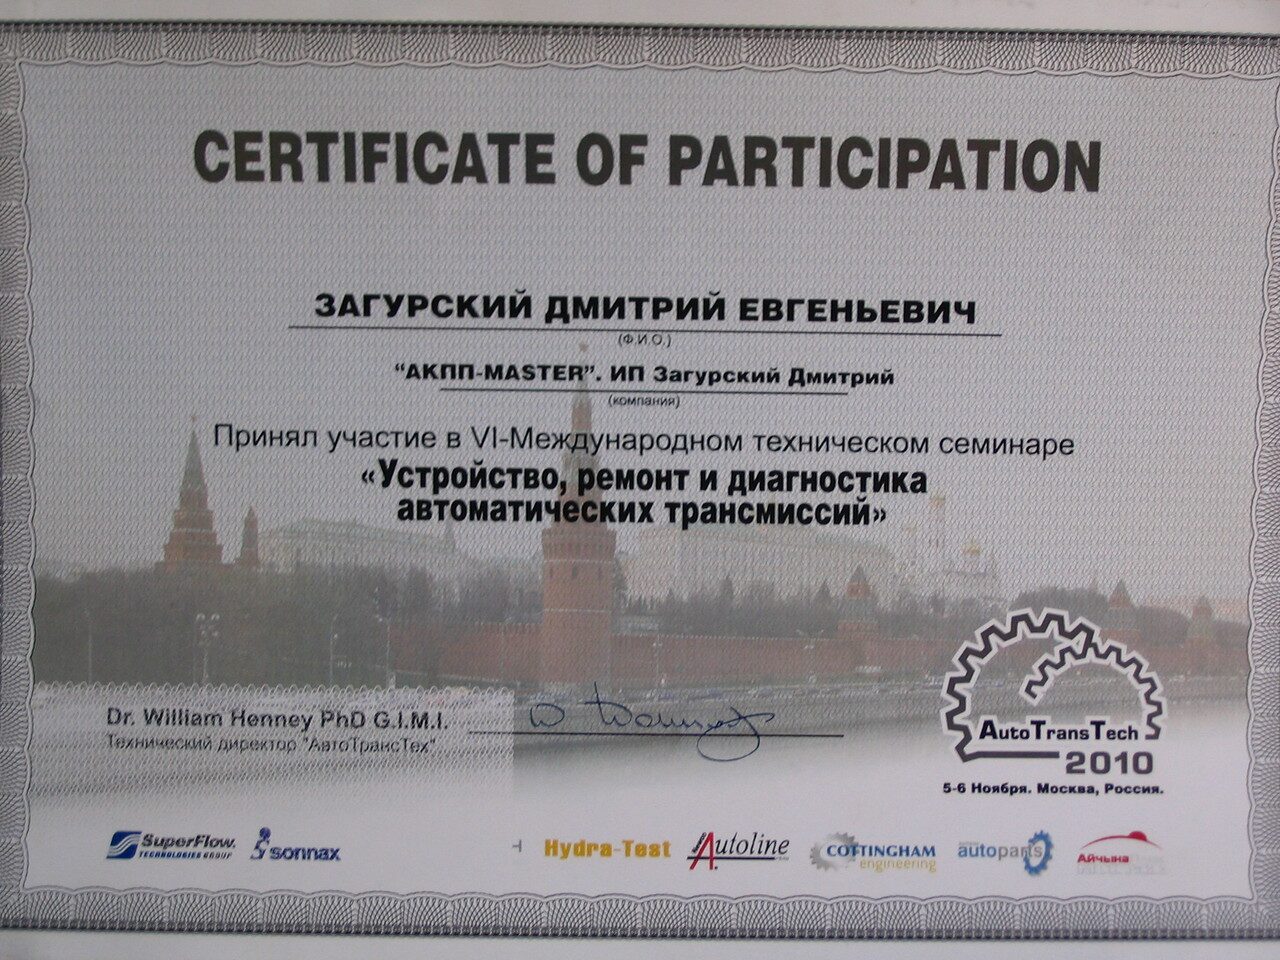 CERTIFICATE OF PARTICIPATION
ЗАГУРСКИЙ ДМИТРИЙ ЕВГЕНЬЕВИЧ
(Ф.И.О.)
“АКПП-MASTER”. ИП Загурский Дмитрий
(компания)
Принял участие в VI-Международном техническом семинаре
«Устройство, ремонт и диагностика
автоматических трансмиссий»
Dr. William Henney PhD G.I.M.I.
Технический директор "АвтоТрансТех"
AutoTransTech
2010
5-6 Ноября. Москва, Россия.
SuperFlow.
TECHNOLOGIES GROUP
sonnax
Hydra-Test
Autoline
COTTINGHAM
engineering
autoparts
Айчына